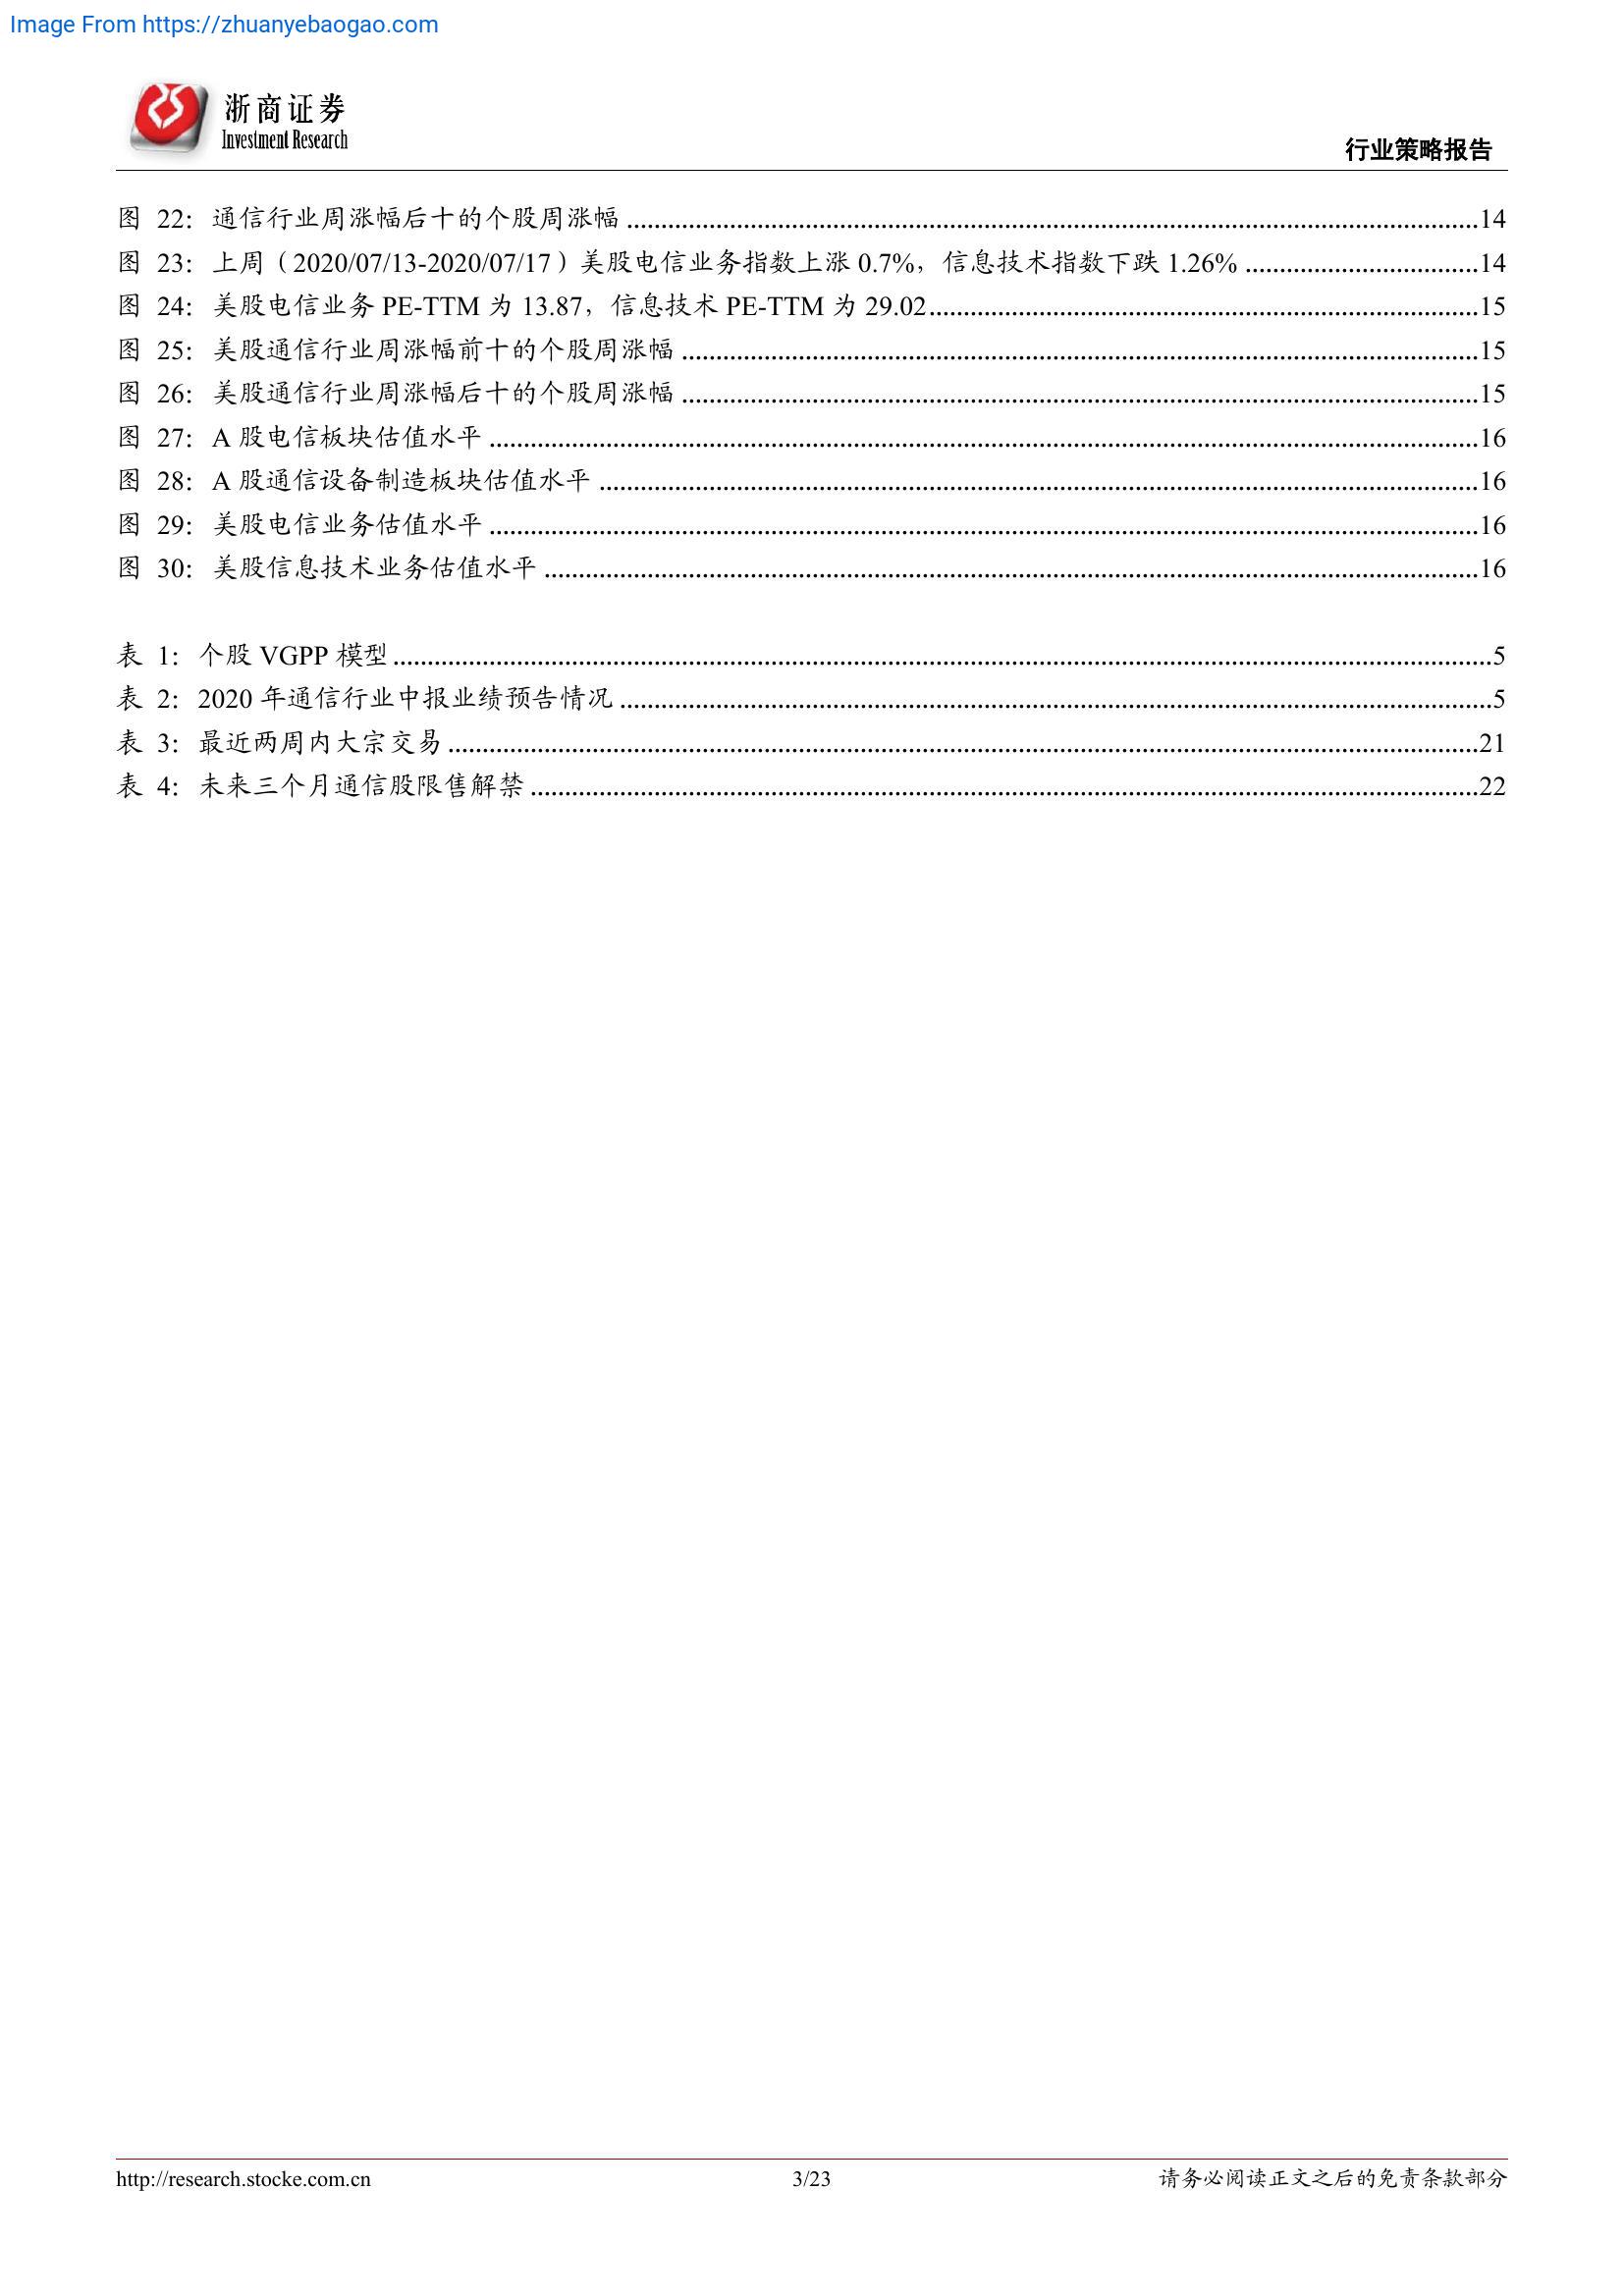 Image From https://zhuanyebaogao.com
浙商证券
Investment Research
行业策略报告
图 22：通信行业周涨幅后十的个股周涨幅 ........................................14
图 23：上周（2020/07/13-2020/07/17）美股电信业务指数上涨 0.7%，信息技术指数下跌 1.26% ........................................14
图 24：美股电信业务 PE-TTM 为 13.87，信息技术 PE-TTM 为 29.02........................................15
图 25：美股通信行业周涨幅前十的个股周涨幅 ........................................15
图 26：美股通信行业周涨幅后十的个股周涨幅 ........................................15
图 27：A 股电信板块估值水平 ........................................16
图 28：A 股通信设备制造板块估值水平 ........................................16
图 29：美股电信业务估值水平 ........................................16
图 30：美股信息技术业务估值水平 ........................................16
表 1：个股 VGPP 模型 ........................................5
表 2：2020 年通信行业中报业绩预告情况 ........................................5
表 3：最近两周内大宗交易 ........................................21
表 4：未来三个月通信股限售解禁 ........................................22
http://research.stocke.com.cn
3/23
请务必阅读正文之后的免责条款部分